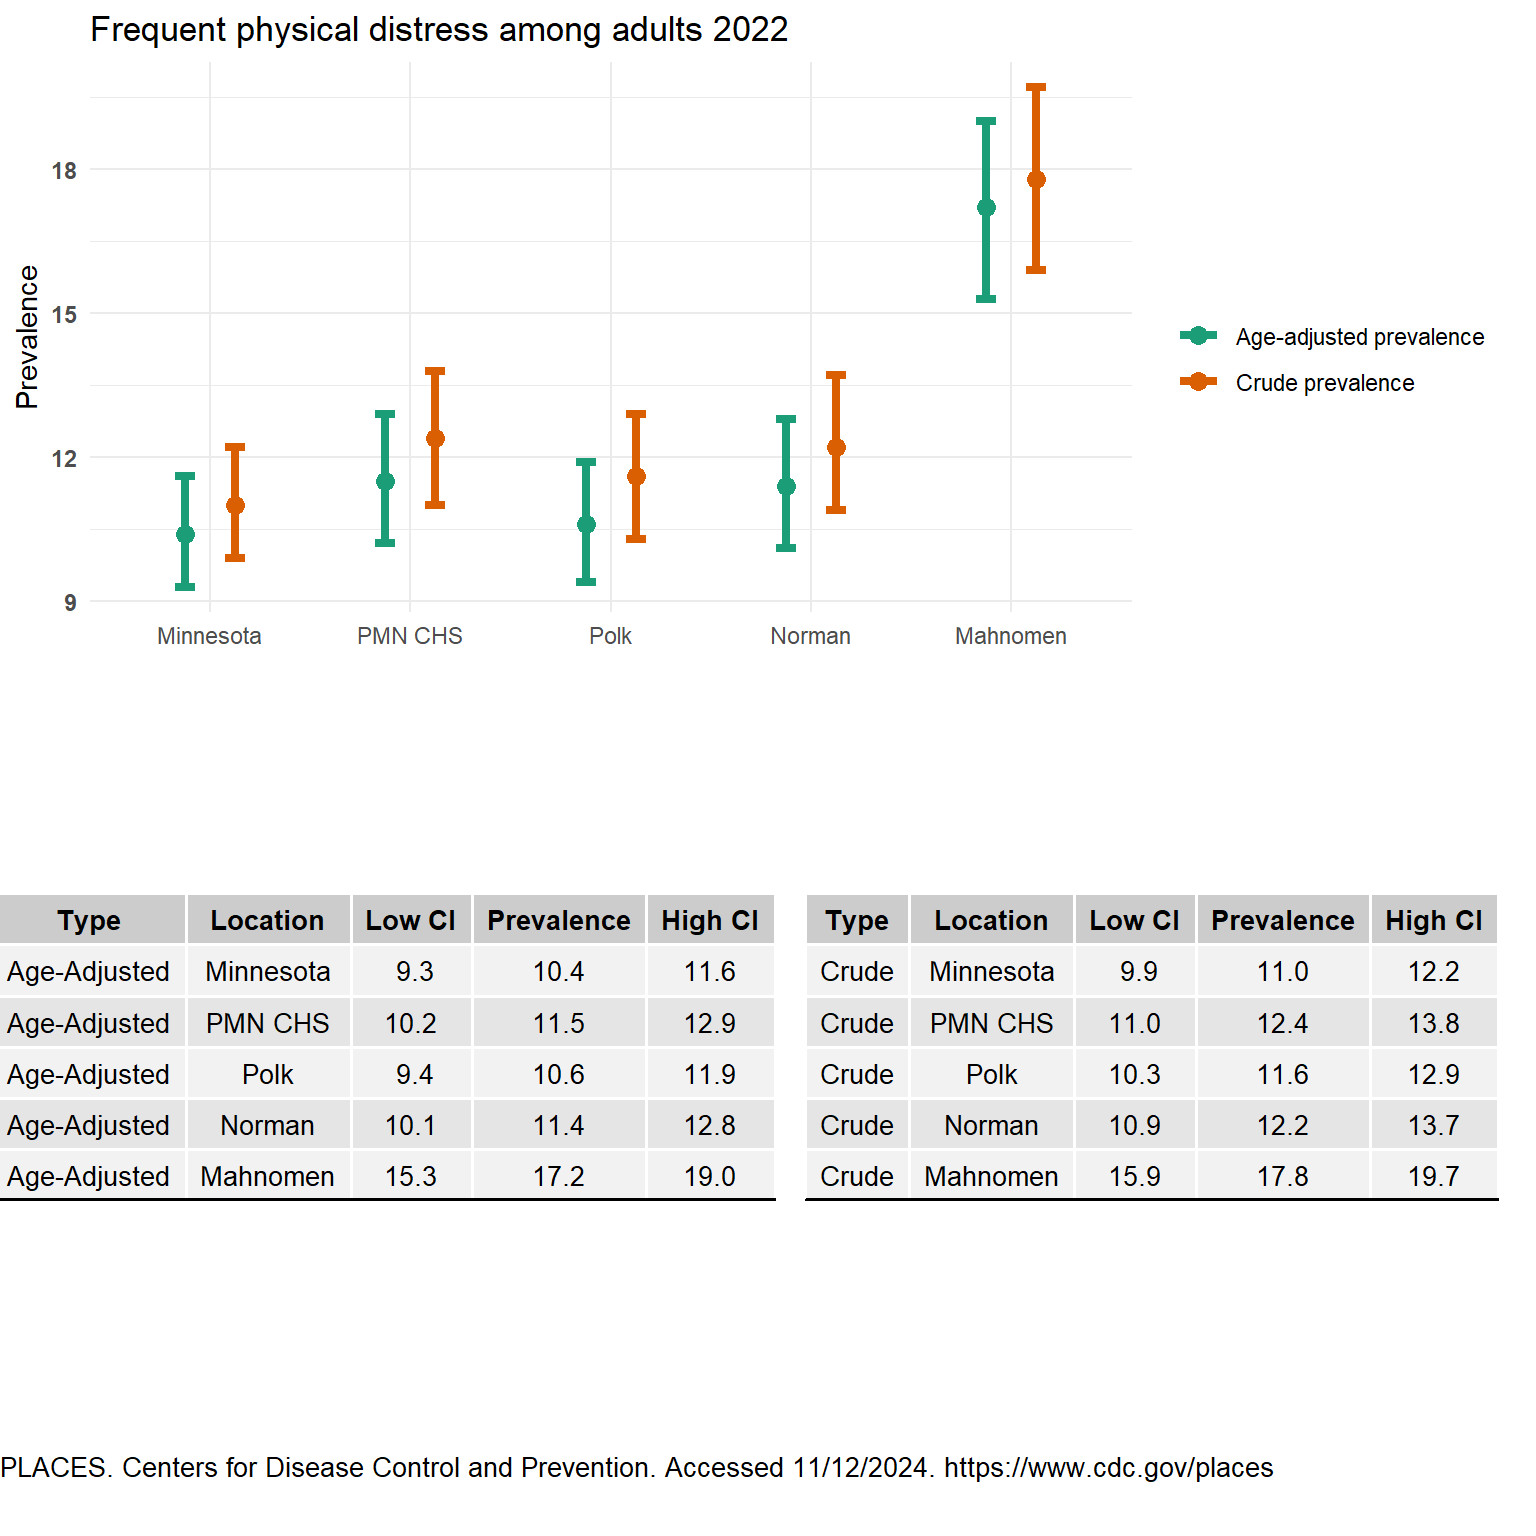 Frequent physical distress among adults 2022
Prevalence
18
15
12
9
Minnesota PMN CHS Polk Norman Mahnomen
Age-adjusted prevalence
Crude prevalence
Type Location Low CI Prevalence High CI
Age-Adjusted Minnesota 9.3 10.4 11.6
Age-Adjusted PMN CHS 10.2 11.5 12.9
Age-Adjusted Polk 9.4 10.6 11.9
Age-Adjusted Norman 10.1 11.4 12.8
Age-Adjusted Mahnomen 15.3 17.2 19.0
Type Location Low CI Prevalence High CI
Crude Minnesota 9.9 11.0 12.2
Crude PMN CHS 11.0 12.4 13.8
Crude Polk 10.3 11.6 12.9
Crude Norman 10.9 12.2 13.7
Crude Mahnomen 15.9 17.8 19.7
PLACES. Centers for Disease Control and Prevention. Accessed 11/12/2024. https://www.cdc.gov/places